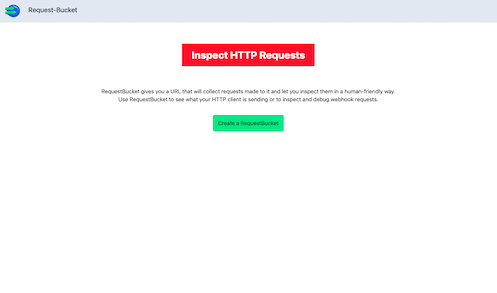 Request-Bucket
Inspect HTTP Requests
RequestBucket gives you a URL that will collect requests made to it and let you inspect them in a human-friendly way.
Use RequestBucket to see what your HTTP client is sending or to inspect and debug webhook requests.
Create a RequestBucket